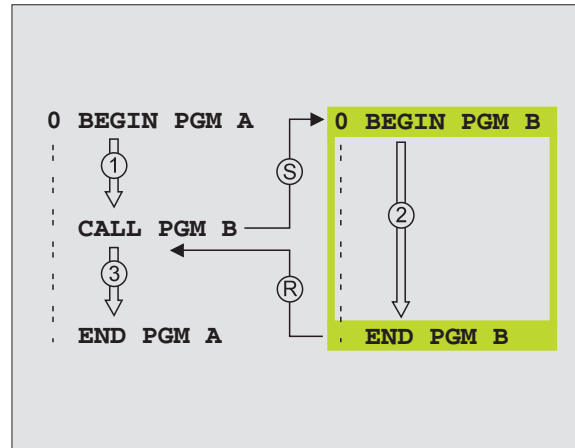 0 BEGIN PGM A
1
CALL PGM B
3
END PGM A
S
R
0 BEGIN PGM B
2
END PGM B